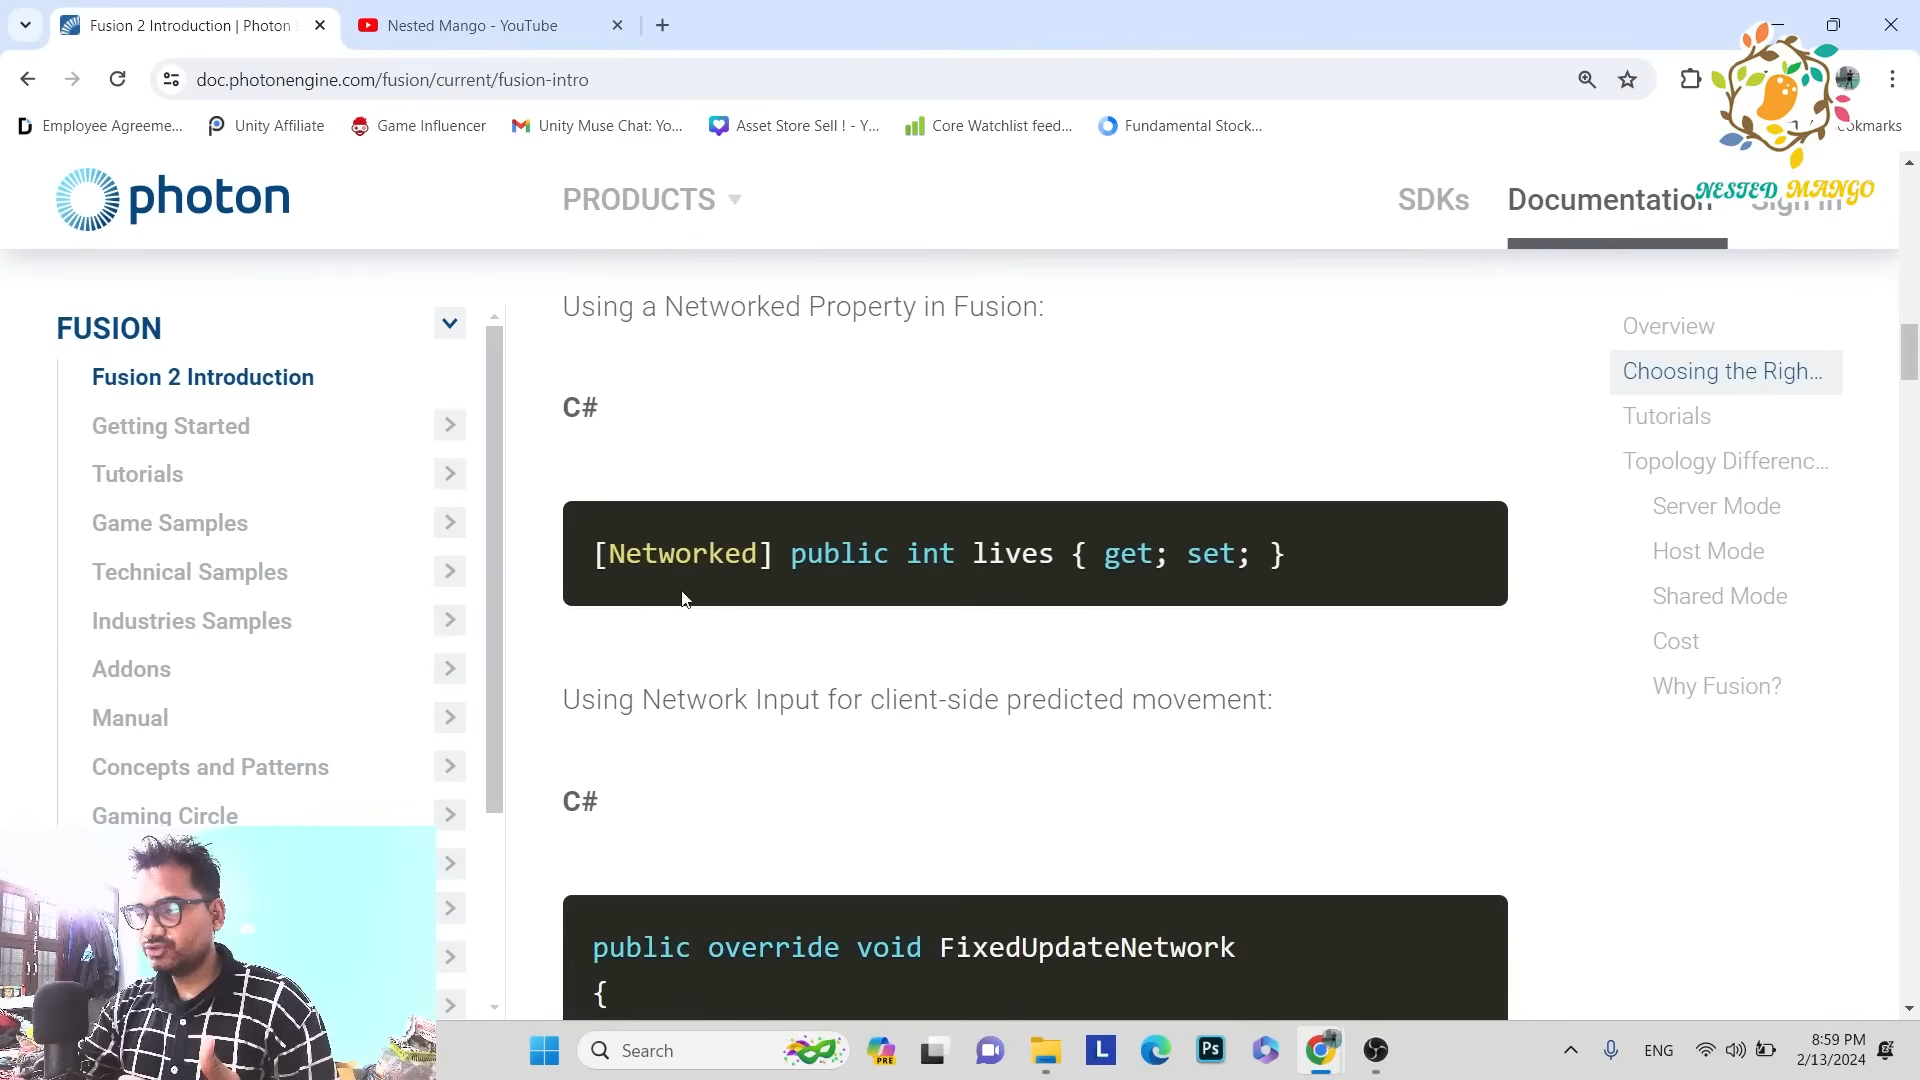 Fusion 2 Introduction | Photon
Nested Mango - YouTube
doc.photonengine.com/fusion/current/fusion-intro
Employee Agreeme...
Unity Affiliate
Game Influencer
Unity Muse Chat: Yo...
Asset Store Sell ! - Y...
Core Watchlist feed...
Fundamental Stock...
photon
PRODUCTS
SDKs
Documentation
Sign In
NESTED MANGO
FUSION
Fusion 2 Introduction
Getting Started
Tutorials
Game Samples
Technical Samples
Industries Samples
Addons
Manual
Concepts and Patterns
Gaming Circle
Using a Networked Property in Fusion:
C#
[Networked] public int lives { get; set; }
Using Network Input for client-side predicted movement:
C#
public override void FixedUpdateNetwork
{
Overview
Choosing the Righ...
Tutorials
Topology Differenc...
Server Mode
Host Mode
Shared Mode
Cost
Why Fusion?
Search
PRE
L
Ps
ENG
8:59 PM
2/13/2024